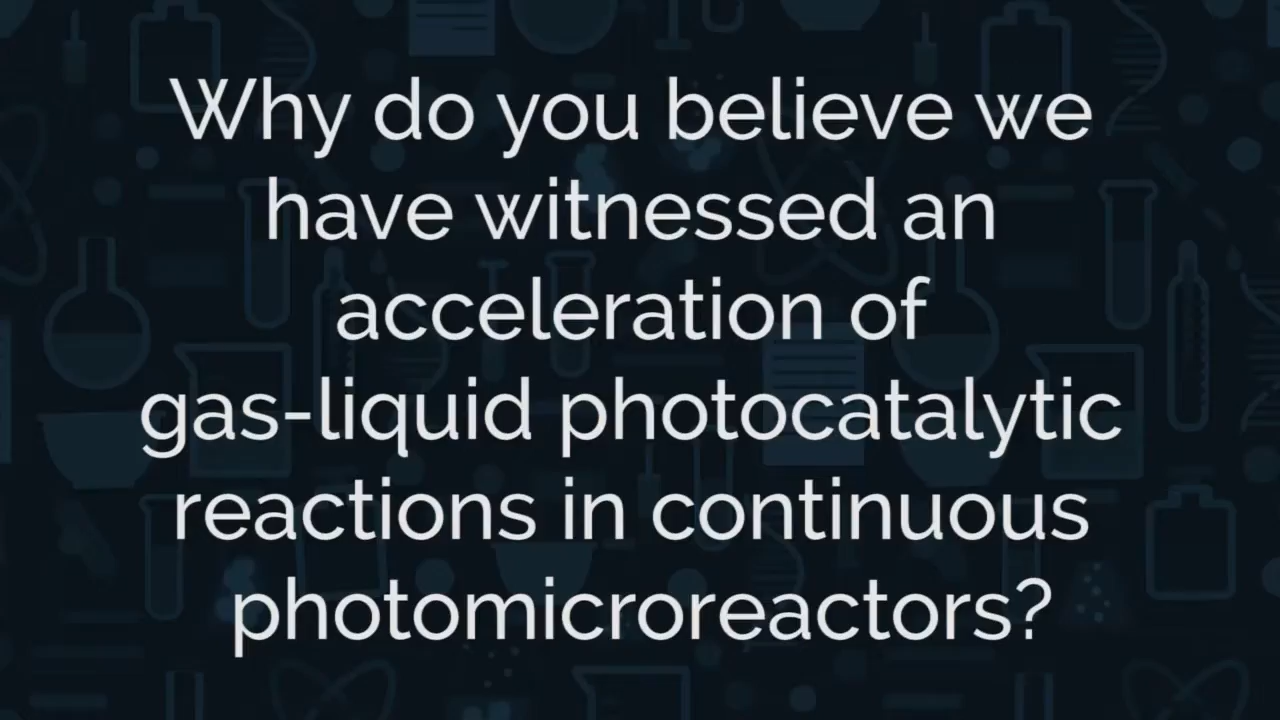 Why do you believe we
have witnessed an
acceleration of
gas-liquid photocatalytic
reactions in continuous
photomicroreactors?